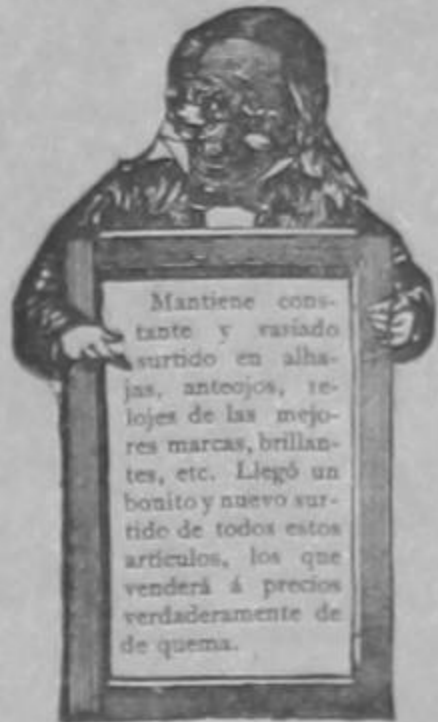 Mantiene cons-
tante y variado
surtido en alha-
jas, anteojos, re-
lojes de las mejo-
res marcas, brillan-
tes, etc. Llegó un
bonito y nuevo sur-
tido de todos estos
artículos, los que
venderá á precios
verdaderamente de
de quema.